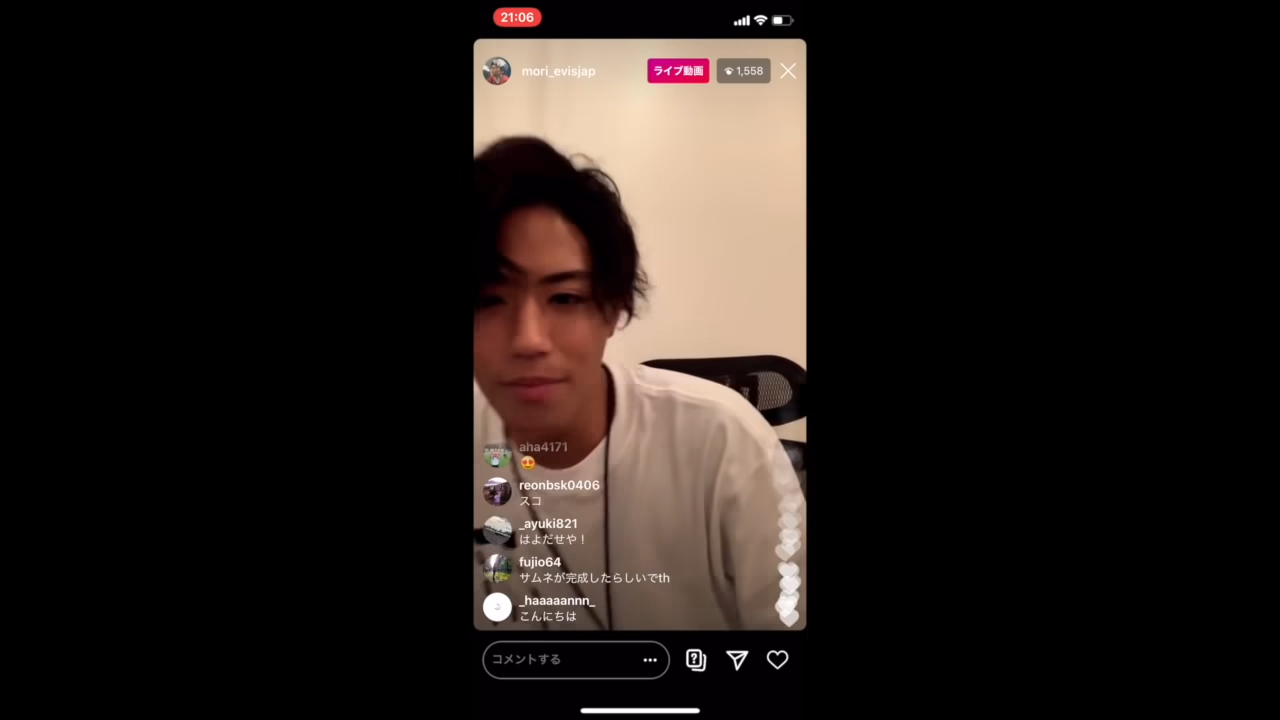 21:06
mori_evisjap
ライブ動画
1,558
aha4171
😍
reonbsk0406
スコ
_ayuki821
はよだせや！
fujio64
サムネが完成したらしいでth
_haaaaannn_
こんにちは
コメントする